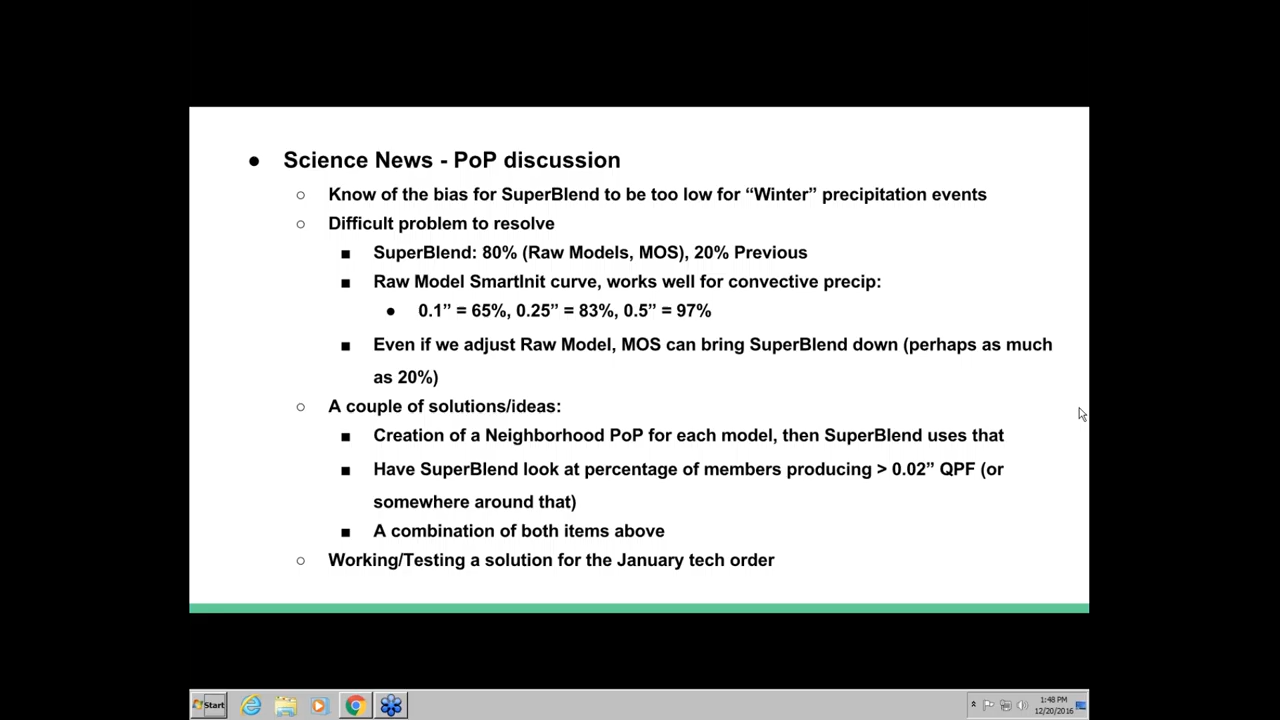 ● Science News - PoP discussion
○ Know of the bias for SuperBlend to be too low for “Winter” precipitation events
○ Difficult problem to resolve
■ SuperBlend: 80% (Raw Models, MOS), 20% Previous
■ Raw Model SmartInit curve, works well for convective precip:
● 0.1” = 65%, 0.25” = 83%, 0.5” = 97%
■ Even if we adjust Raw Model, MOS can bring SuperBlend down (perhaps as much
as 20%)
○ A couple of solutions/ideas:
■ Creation of a Neighborhood PoP for each model, then SuperBlend uses that
■ Have SuperBlend look at percentage of members producing > 0.02” QPF (or
somewhere around that)
■ A combination of both items above
○ Working/Testing a solution for the January tech order
Start
1:48 PM
12/20/2016